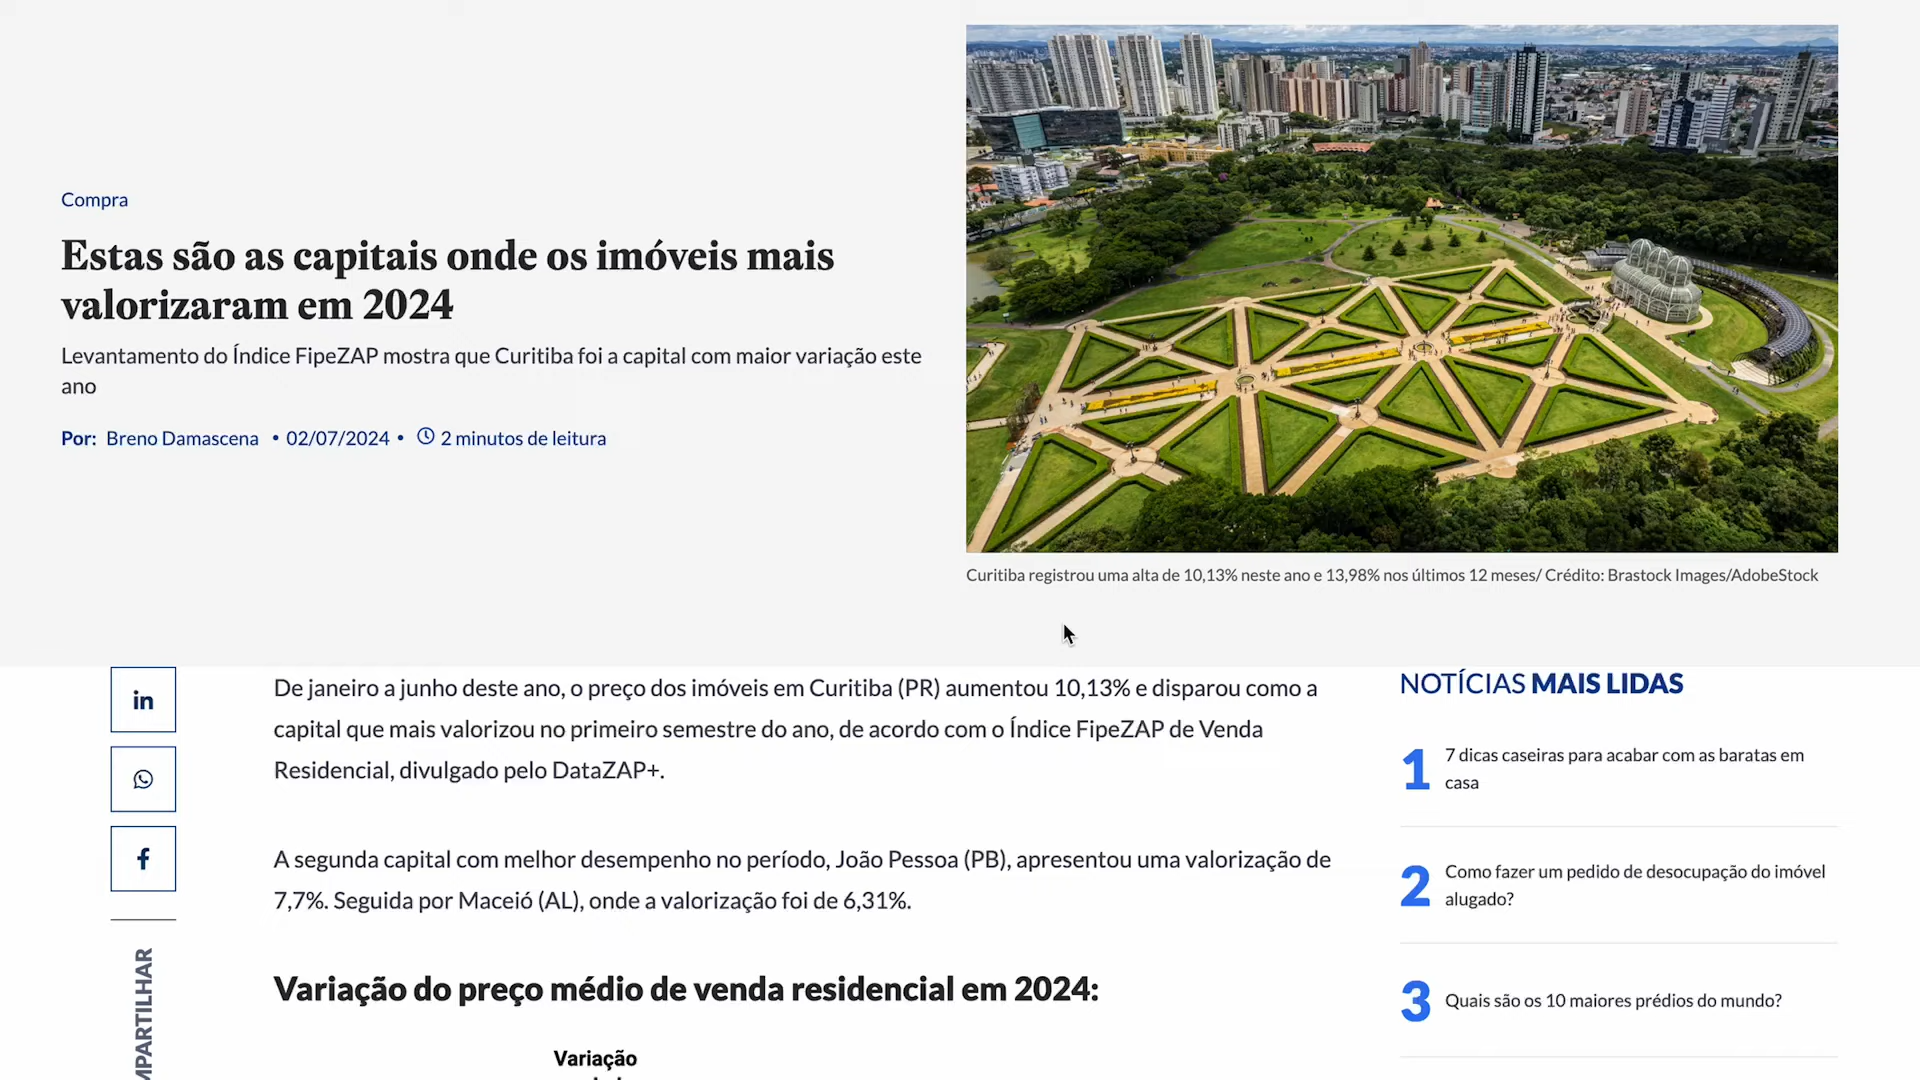 Compra
Estas são as capitais onde os imóveis mais
valorizaram em 2024
Levantamento do Índice FipeZAP mostra que Curitiba foi a capital com maior variação este
ano
Por: Breno Damascena • 02/07/2024 • 2 minutos de leitura
Curitiba registrou uma alta de 10,13% neste ano e 13,98% nos últimos 12 meses/ Crédito: Brastock Images/AdobeStock
in
f
MPARTILHAR
De janeiro a junho deste ano, o preço dos imóveis em Curitiba (PR) aumentou 10,13% e disparou como a
capital que mais valorizou no primeiro semestre do ano, de acordo com o Índice FipeZAP de Venda
Residencial, divulgado pelo DataZAP+.
A segunda capital com melhor desempenho no período, João Pessoa (PB), apresentou uma valorização de
7,7%. Seguida por Maceió (AL), onde a valorização foi de 6,31%.
Variação do preço médio de venda residencial em 2024:
Variação
NOTÍCIAS MAIS LIDAS
1
7 dicas caseiras para acabar com as baratas em
casa
2
Como fazer um pedido de desocupação do imóvel
alugado?
3
Quais são os 10 maiores prédios do mundo?